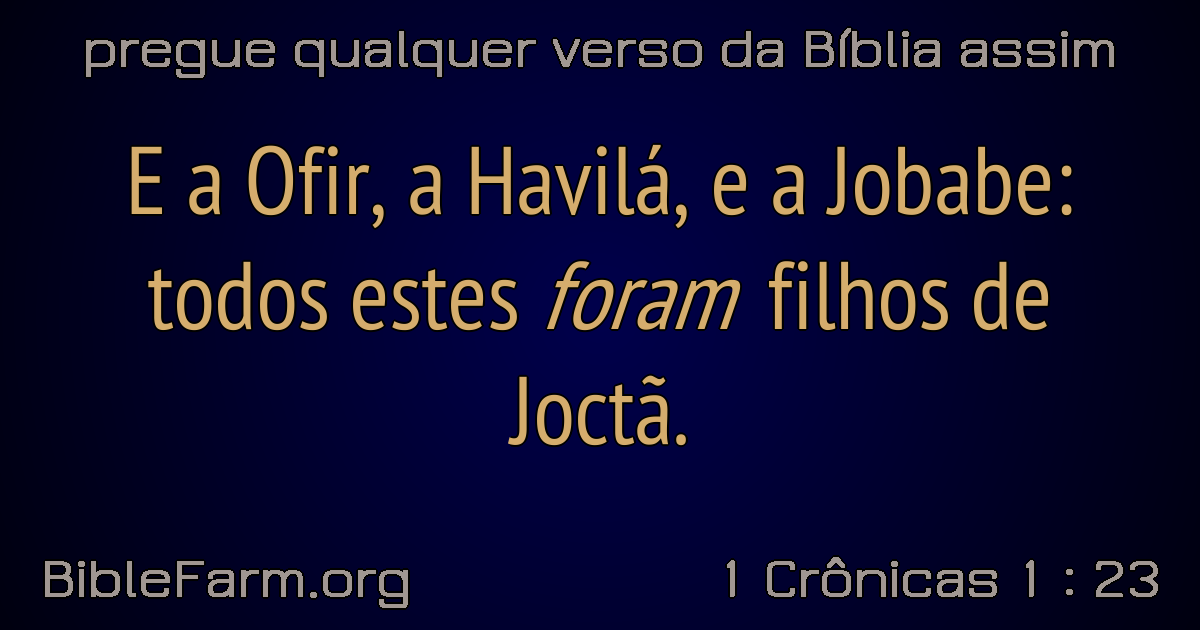 pregue qualquer verso da Bíblia assim
E a Ofir, a Havilá, e a Jobabe:
todos estes foram filhos de
Joctã.
BibleFarm.org
1 Crônicas 1 : 23